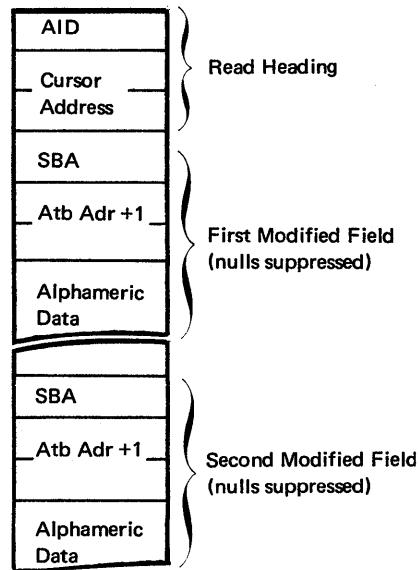 AID
Cursor
Address
Read Heading
SBA
Atb Adr +1
Alphameric
Data
First Modified Field
(nulls suppressed)
SBA
Atb Adr +1
Alphameric
Data
Second Modified Field
(nulls suppressed)